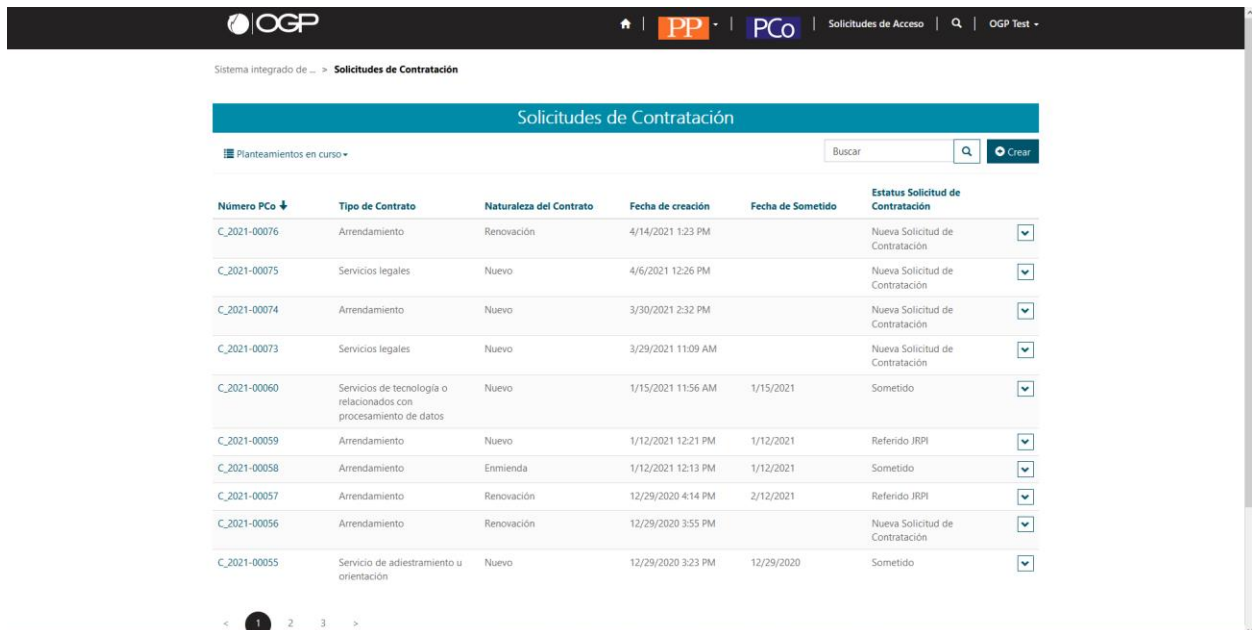 OGP PP PCo Solicitudes de Acceso OGP Test
Sistema integrado de ... > Solicitudes de Contratación
Solicitudes de Contratación
Planteamientos en curso Buscar Crear
Número PCo Tipo de Contrato Naturaleza del Contrato Fecha de creación Fecha de Sometido Estatus Solicitud de
Contratación
C_2021-00076 Arrendamiento Renovación 4/14/2021 1:23 PM Nueva Solicitud de
Contratación
C_2021-00075 Servicios legales Nuevo 4/6/2021 12:26 PM Nueva Solicitud de
Contratación
C_2021-00074 Arrendamiento Nuevo 3/30/2021 2:32 PM Nueva Solicitud de
Contratación
C_2021-00073 Servicios legales Nuevo 3/29/2021 11:09 AM Nueva Solicitud de
Contratación
C_2021-00060 Servicios de tecnología o Nuevo 1/15/2021 11:56 AM 1/15/2021 Sometido
relacionados con
procesamiento de datos
C_2021-00059 Arrendamiento Nuevo 1/12/2021 12:21 PM 1/12/2021 Referido JRPI
C_2021-00058 Arrendamiento Enmienda 1/12/2021 12:13 PM 1/12/2021 Sometido
C_2021-00057 Arrendamiento Renovación 12/29/2020 4:14 PM 2/12/2021 Referido JRPI
C_2021-00056 Arrendamiento Renovación 12/29/2020 3:55 PM Nueva Solicitud de
Contratación
C_2021-00055 Servicio de adiestramiento u Nuevo 12/29/2020 3:23 PM 12/29/2020 Sometido
orientación
< 1 2 3 >